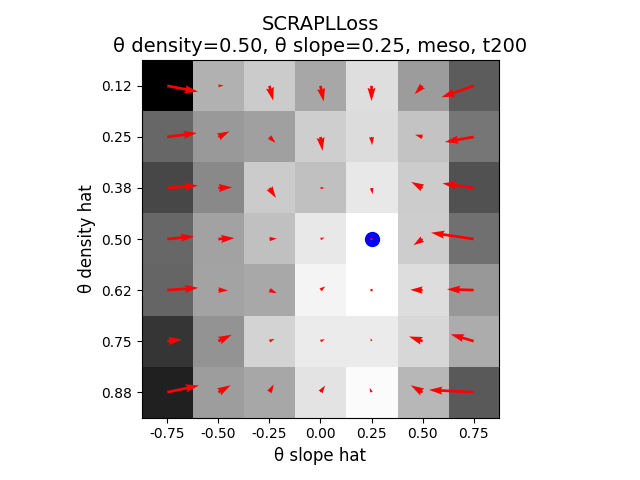 SCRAPLLoss
θ density=0.50, θ slope=0.25, meso, t200
θ density hat
0.12
0.25
0.38
0.50
0.62
0.75
0.88
-0.75 -0.50 -0.25 0.00 0.25 0.50 0.75
θ slope hat